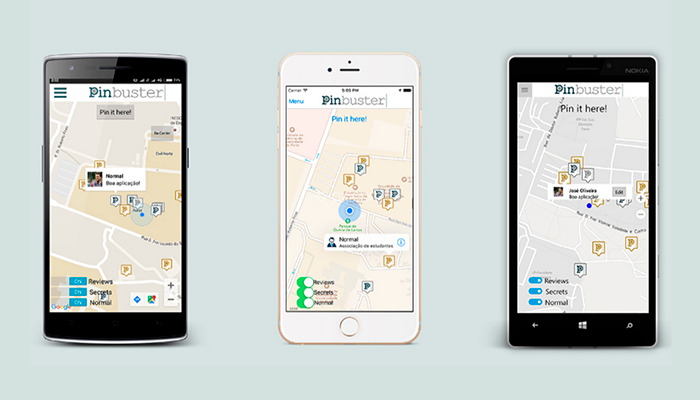 Pinbuster
Pin it here!
Re-Center
Normal
Boa aplicação!
ON Reviews
ON Secrets
ON Normal
Google
Carrier
5:05 PM
Menu
Pinbuster
Pin it here!
Normal
Associação de estudantes
Reviews
Secrets
Normal
NOKIA
Pinbuster
Pin it here!
José Oliveira
Boa aplicação!
Edit
Reviews
Secrets
Normal